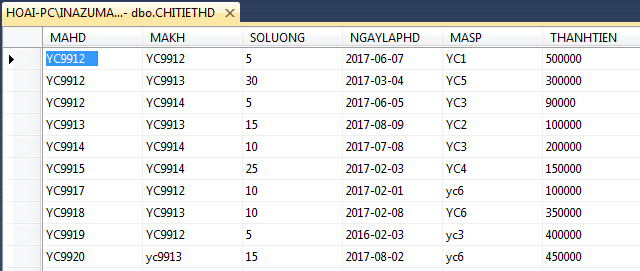 HOAI-PC\INAZUMA...- dbo.CHITIETHD
MAHD MAKH SOLUONG NGAYLAPHD MASP THANHTIEN
YC9912 YC9912 5 2017-06-07 YC1 500000
YC9912 YC9913 30 2017-03-04 YC5 300000
YC9912 YC9914 5 2017-06-05 YC3 90000
YC9913 YC9913 15 2017-08-09 YC2 100000
YC9914 YC9914 10 2017-07-08 YC3 200000
YC9915 YC9914 25 2017-02-03 YC4 150000
YC9917 YC9912 10 2017-02-01 yc6 100000
YC9918 YC9913 10 2017-02-08 YC6 350000
YC9919 YC9912 5 2016-02-03 yc3 400000
YC9920 yc9913 15 2017-08-02 yc6 450000